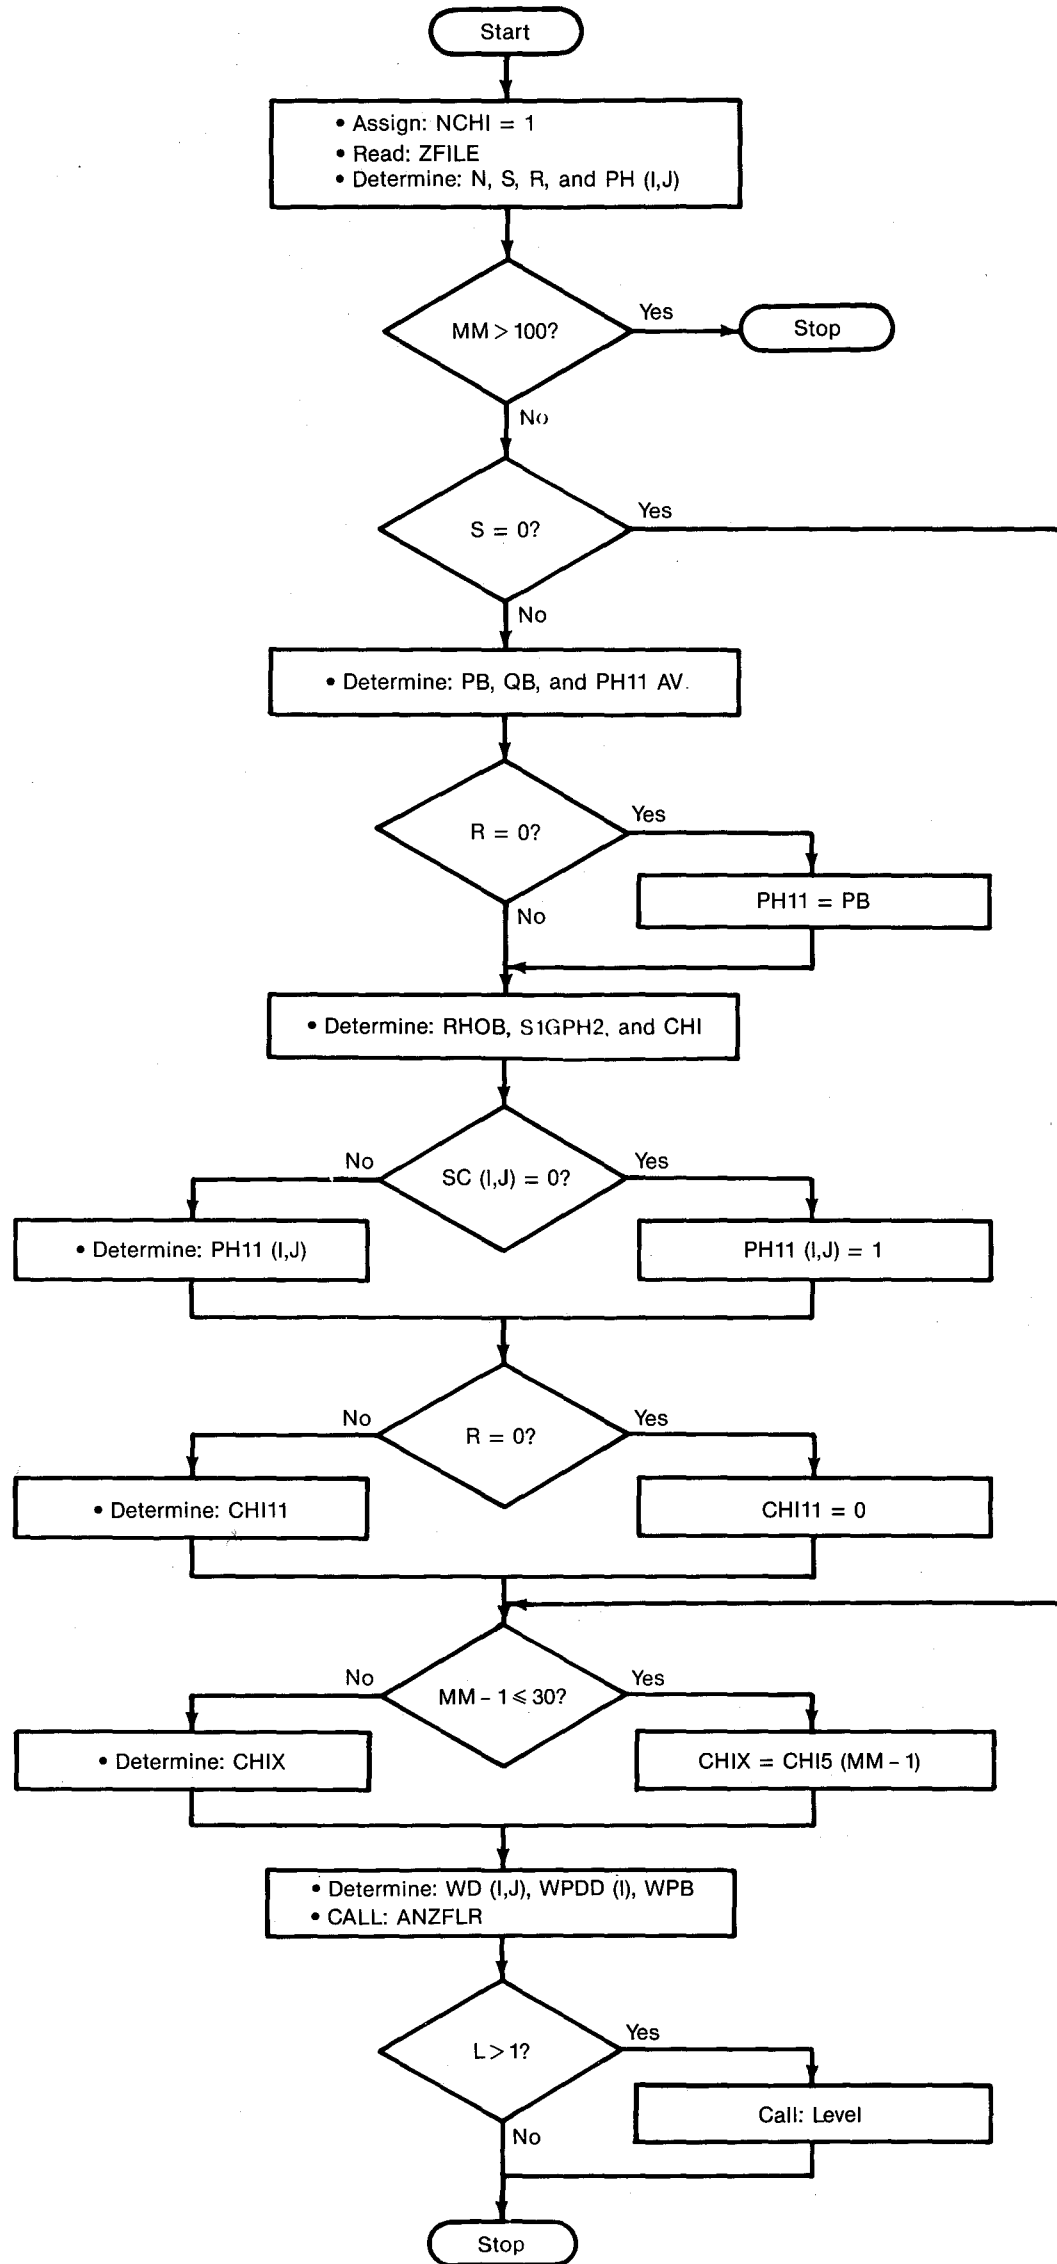 Start
• Assign: NCHI = 1
• Read: ZFILE
• Determine: N, S, R, and PH (I,J)
MM > 100?
Yes
Stop
No
S = 0?
Yes
No
• Determine: PB, QB, and PH11 AV.
R = 0?
Yes
PH11 = PB
No
• Determine: RHOB, S1GPH2, and CHI
No
SC (I,J) = 0?
Yes
• Determine: PH11 (I,J)
PH11 (I,J) = 1
No
R = 0?
Yes
• Determine: CHI11
CHI11 = 0
No
MM – 1 ≤ 30?
Yes
• Determine: CHIX
CHIX = CHI5 (MM – 1)
• Determine: WD (I,J), WPDD (I), WPB
• CALL: ANZFLR
L > 1?
Yes
Call: Level
No
Stop